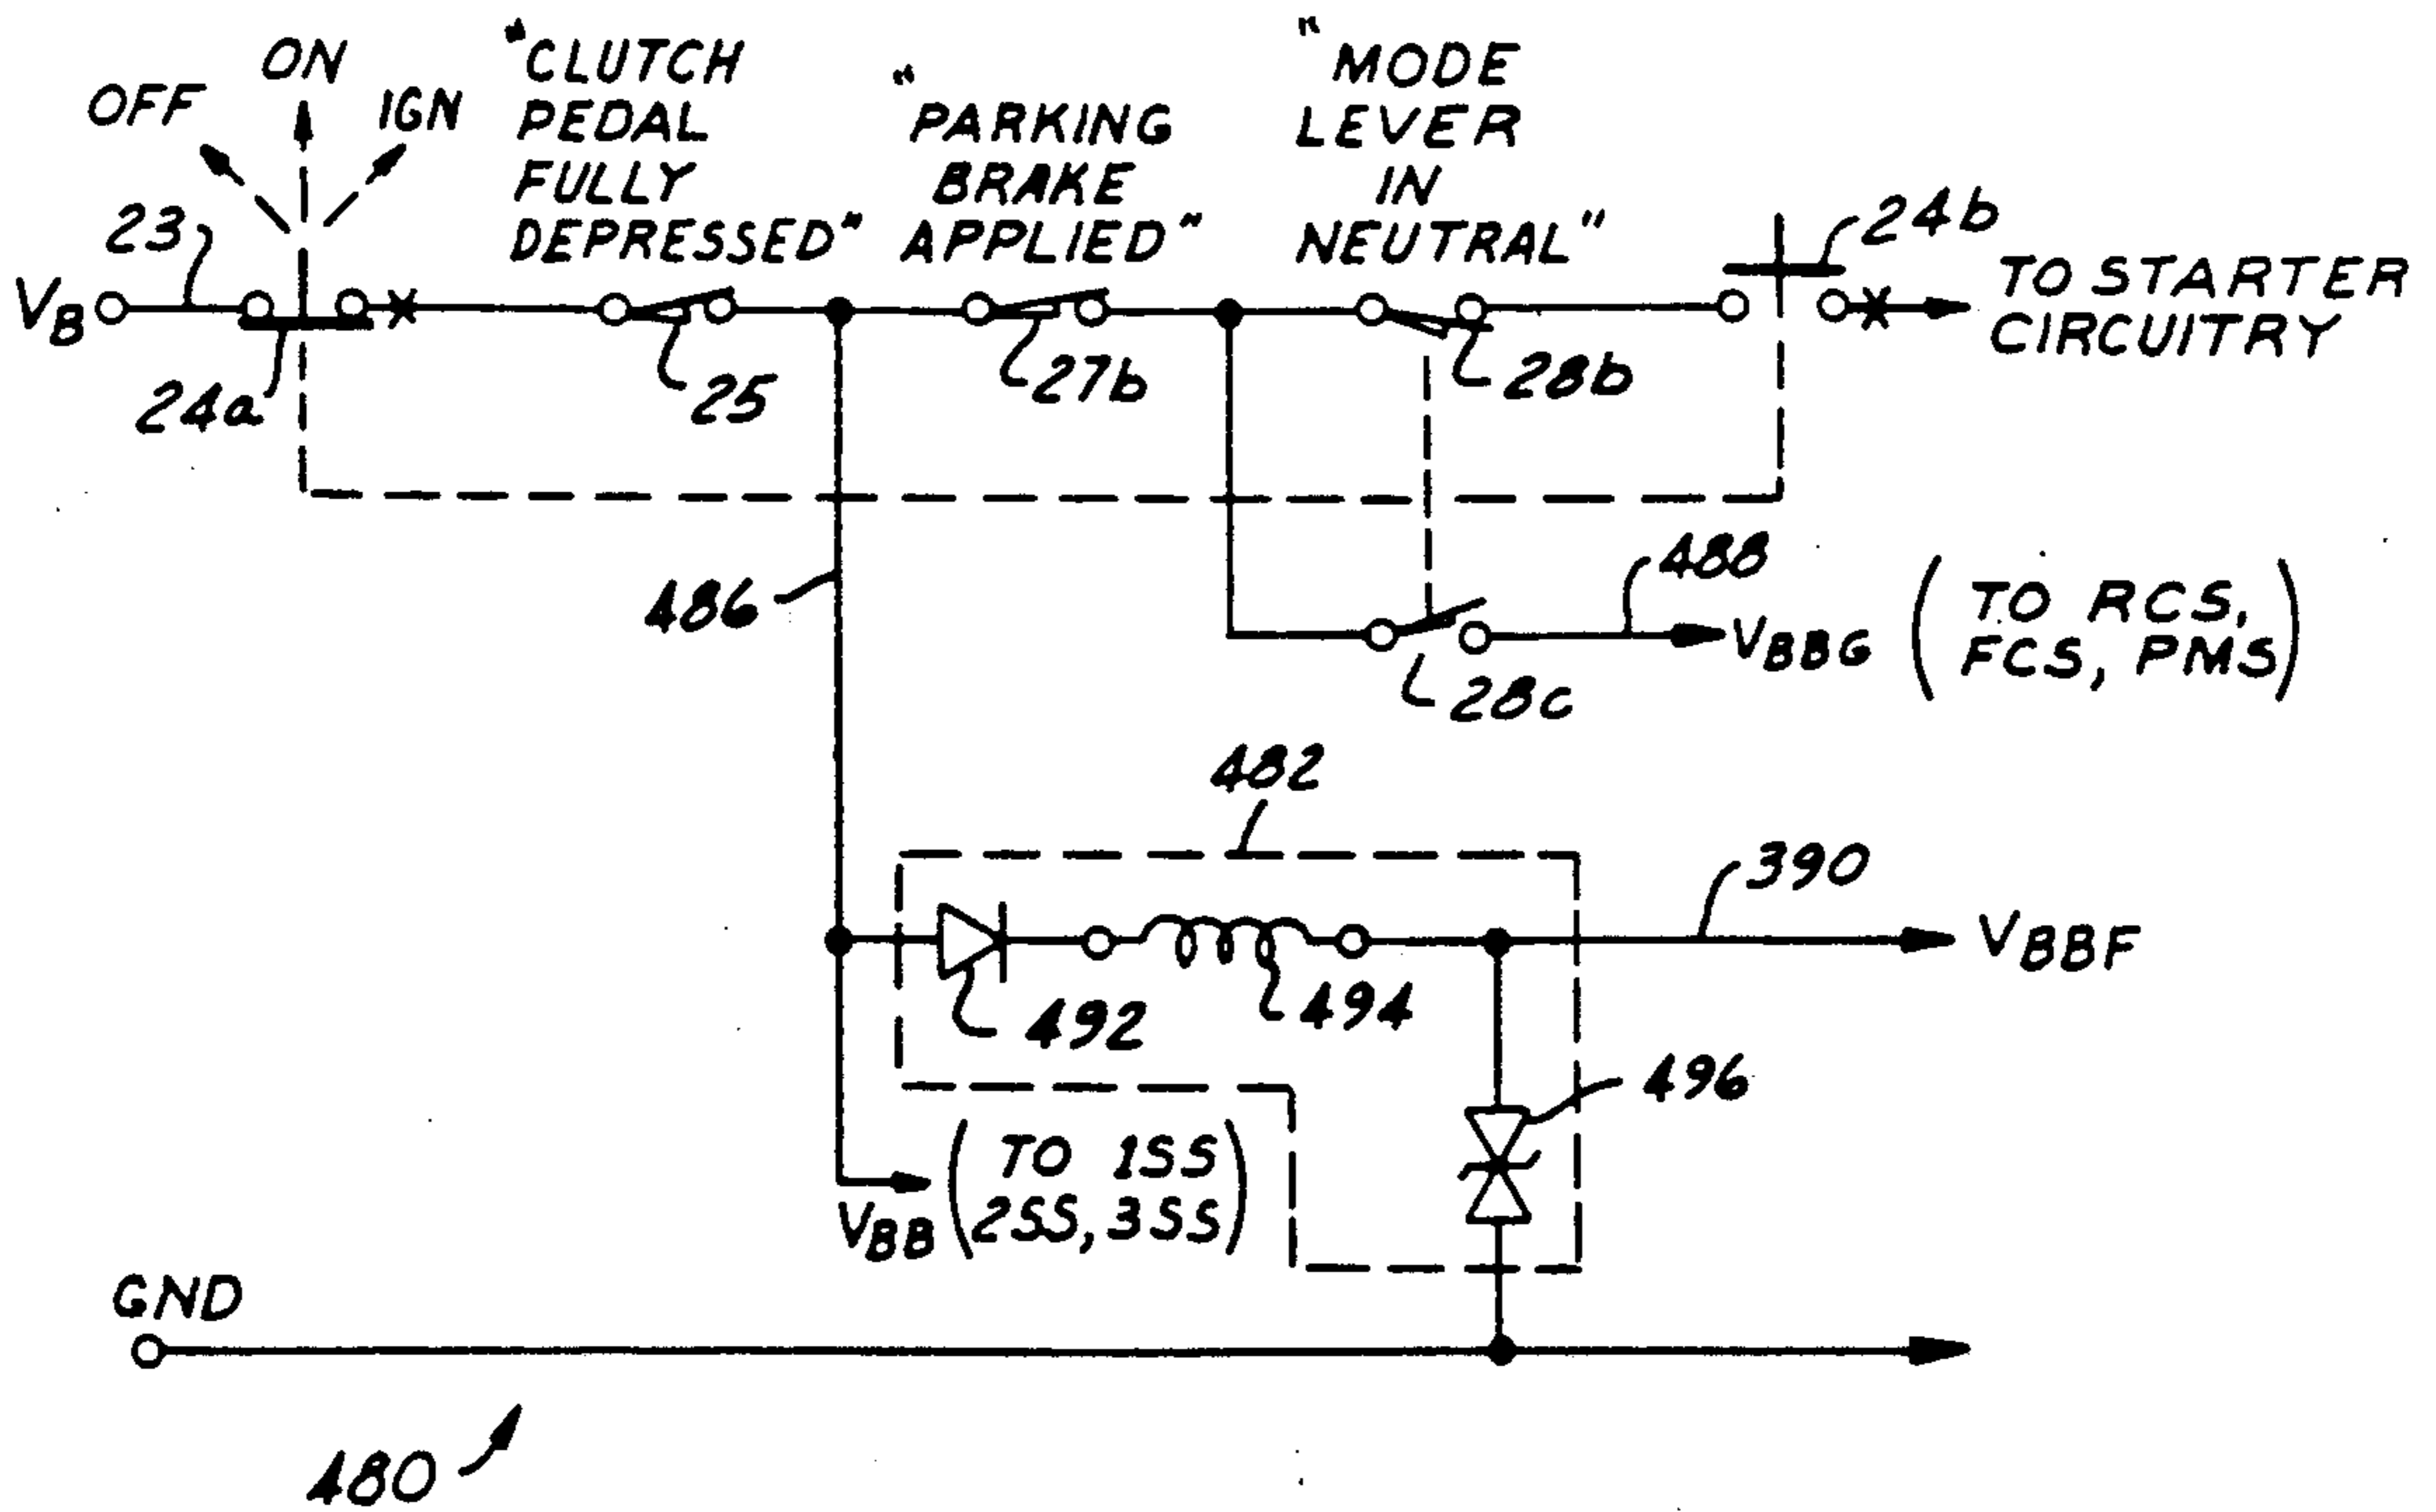 OFF
ON
IGN
"CLUTCH
PEDAL
FULLY
DEPRESSED"
"PARKING
BRAKE
APPLIED"
"MODE
LEVER
IN
NEUTRAL"
23
24b
VB
TO STARTER
CIRCUITRY
24a
25
27b
28b
486
488
VBBG (TO RCS,
FCS, PMS)
28c
482
390
VBBF
492
494
496
VBB (TO 1SS
2SS, 3SS)
GND
480